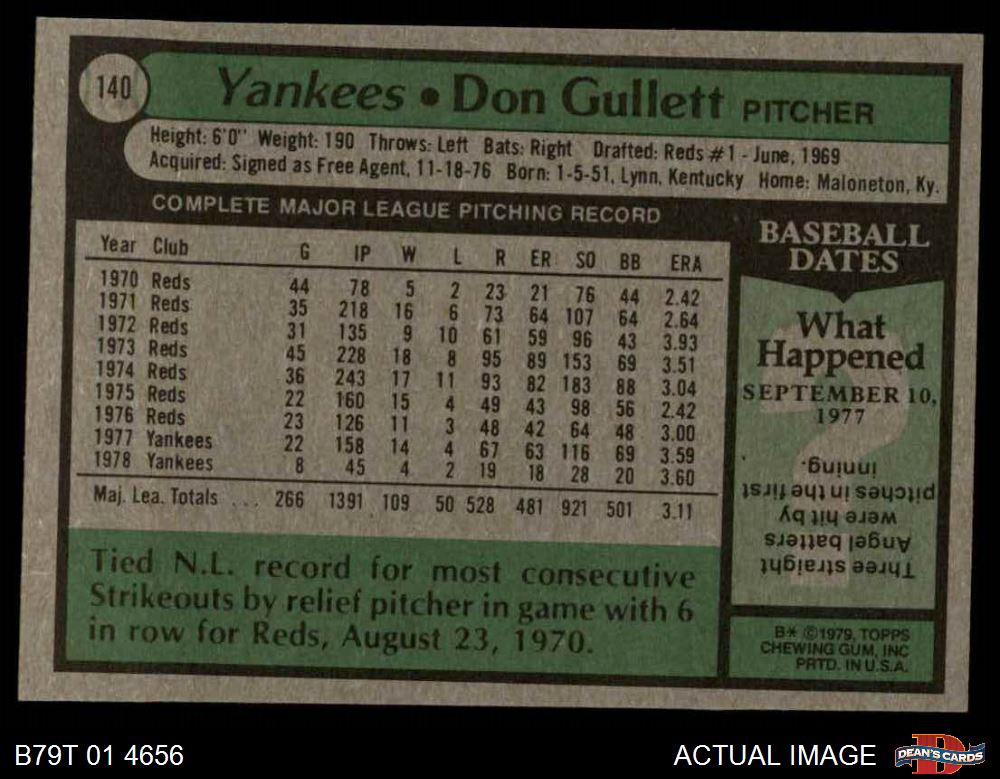 140
Yankees • Don Gullett PITCHER
Height: 6'0" Weight: 190 Throws: Left Bats: Right Drafted: Reds #1 - June, 1969
Acquired: Signed as Free Agent, 11-18-76 Born: 1-5-51, Lynn, Kentucky Home: Maloneton, Ky.
COMPLETE MAJOR LEAGUE PITCHING RECORD
Year Club G IP W L R ER SO BB ERA
1970 Reds 44 78 5 2 23 21 76 44 2.42
1971 Reds 35 218 16 6 73 64 107 64 2.64
1972 Reds 31 135 9 10 61 59 96 43 3.93
1973 Reds 45 228 18 8 95 89 153 69 3.51
1974 Reds 36 243 17 11 93 82 183 88 3.04
1975 Reds 22 160 15 4 49 43 98 56 2.42
1976 Reds 23 126 11 3 48 42 64 48 3.00
1977 Yankees 22 158 14 4 67 63 116 69 3.59
1978 Yankees 8 45 4 2 19 18 28 20 3.60
Maj. Lea. Totals ... 266 1391 109 50 528 481 921 501 3.11
Tied N.L. record for most consecutive
Strikeouts by relief pitcher in game with 6
in row for Reds, August 23, 1970.
BASEBALL
DATES
What
Happened
SEPTEMBER 10,
1977
Three straight
Angel batters
were hit by
pitches in the first
inning.
B* ©1979, TOPPS
CHEWING GUM, INC
PRTD. IN U.S.A.
B79T 01 4656
ACTUAL IMAGE
DEAN'S CARDS